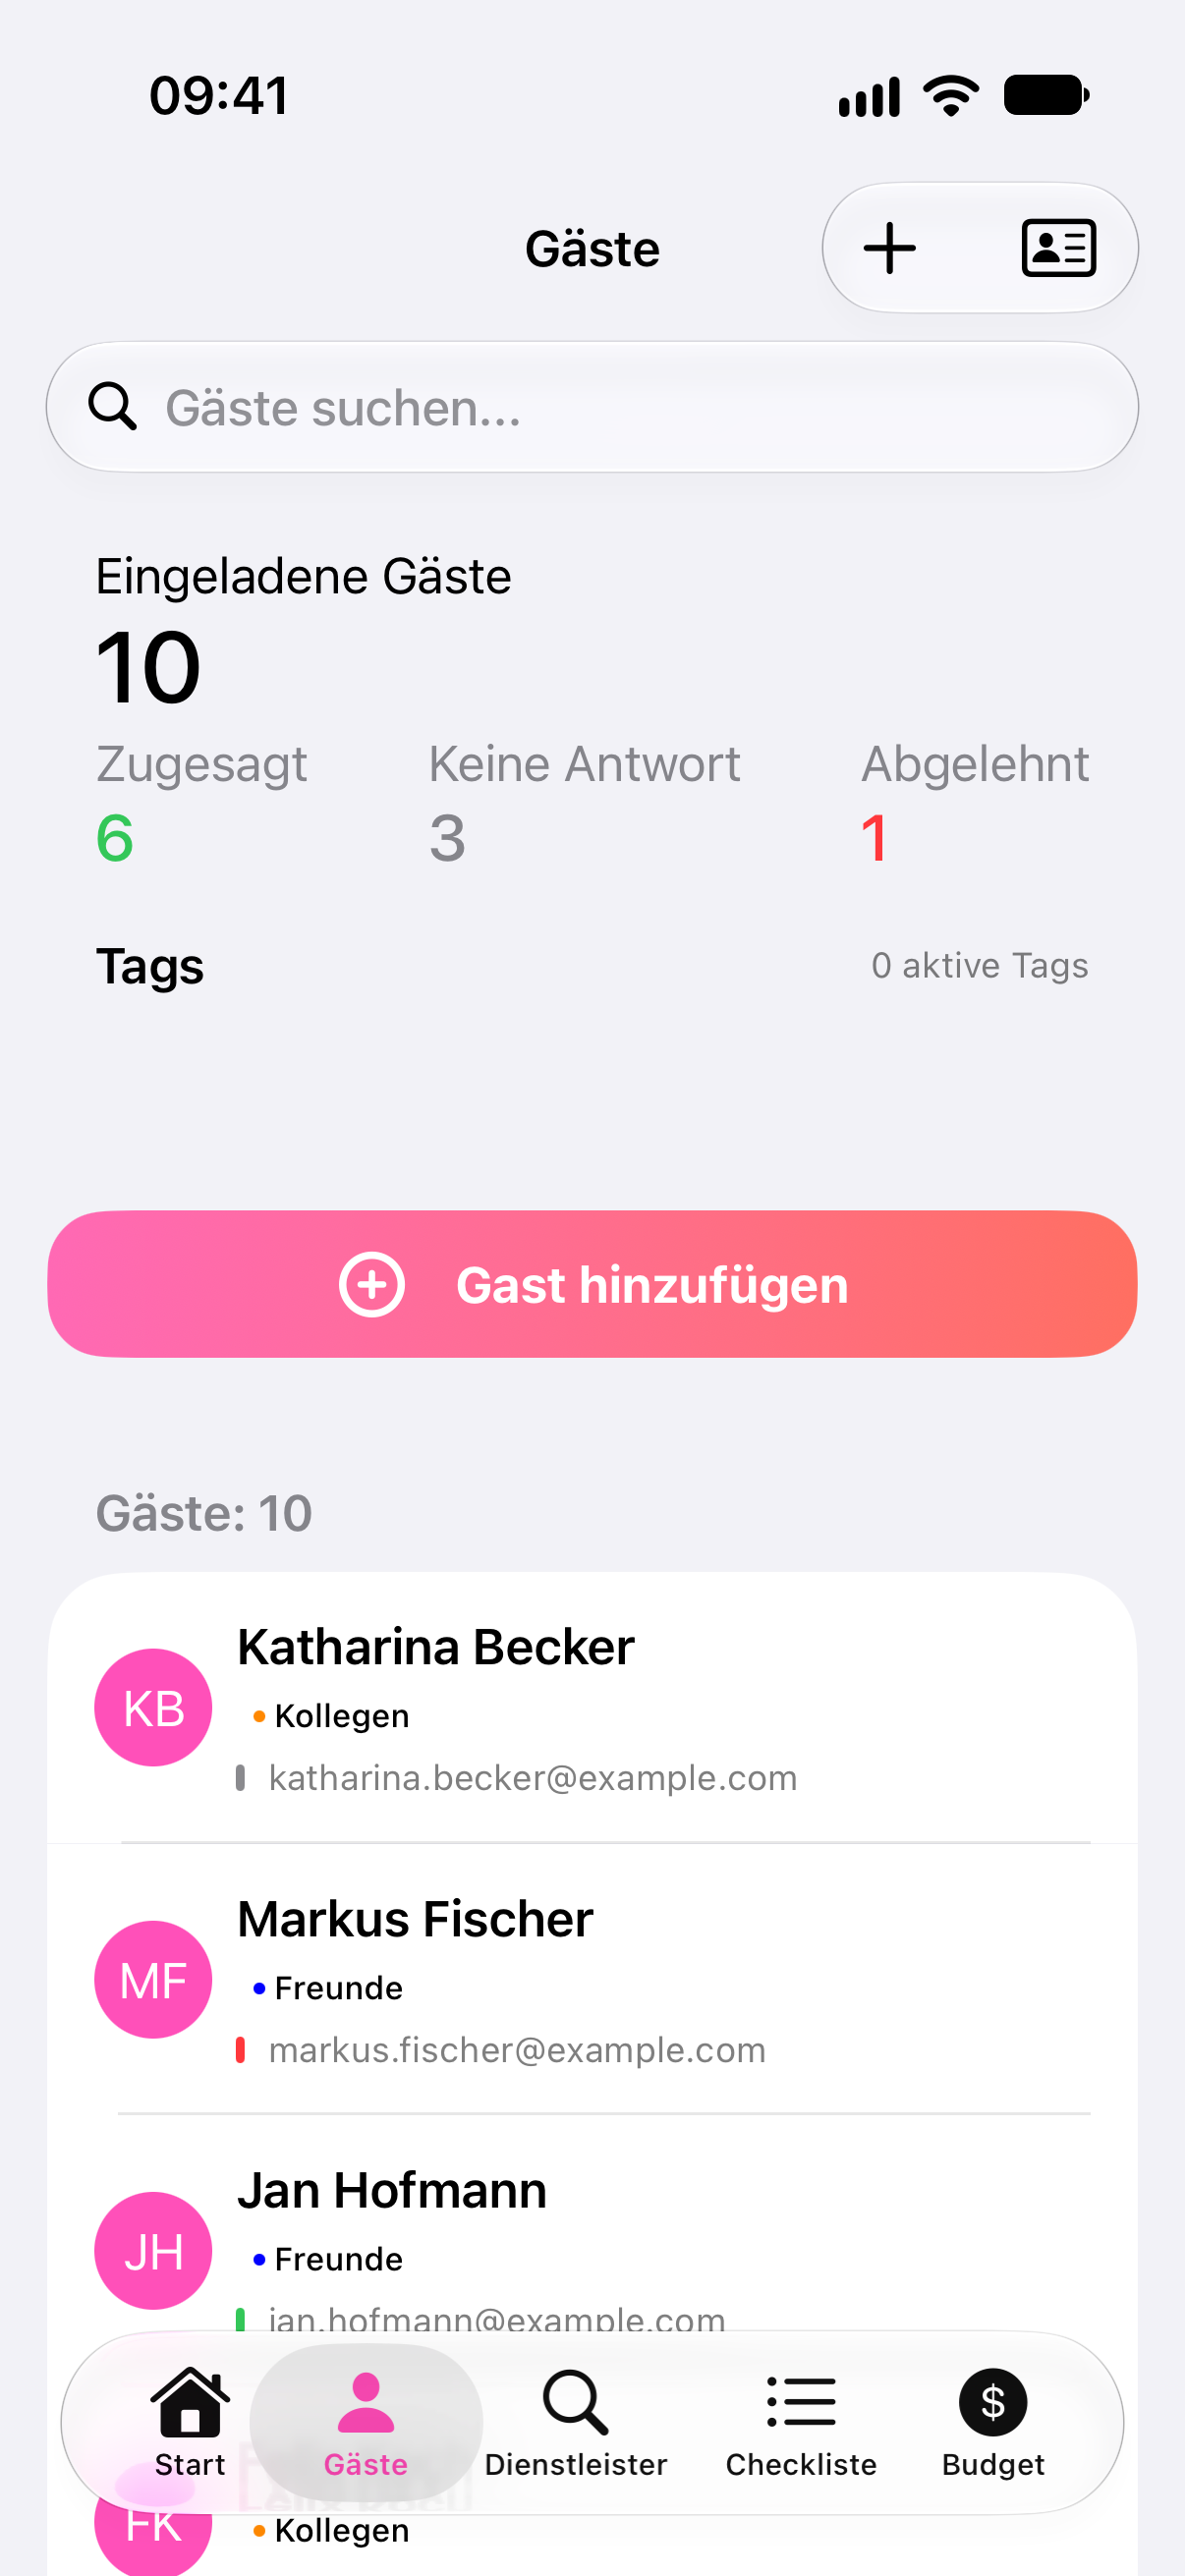 09:41
Gäste
Gäste suchen...
Eingeladene Gäste
10
Zugesagt Keine Antwort Abgelehnt
6 3 1
Tags 0 aktive Tags
Gast hinzufügen
Gäste: 10
KB
Katharina Becker
Kollegen
katharina.becker@example.com
MF
Markus Fischer
Freunde
markus.fischer@example.com
JH
Jan Hofmann
Freunde
jan.hofmann@example.com
Start Gäste Dienstleister Checkliste Budget
FK
Kollegen